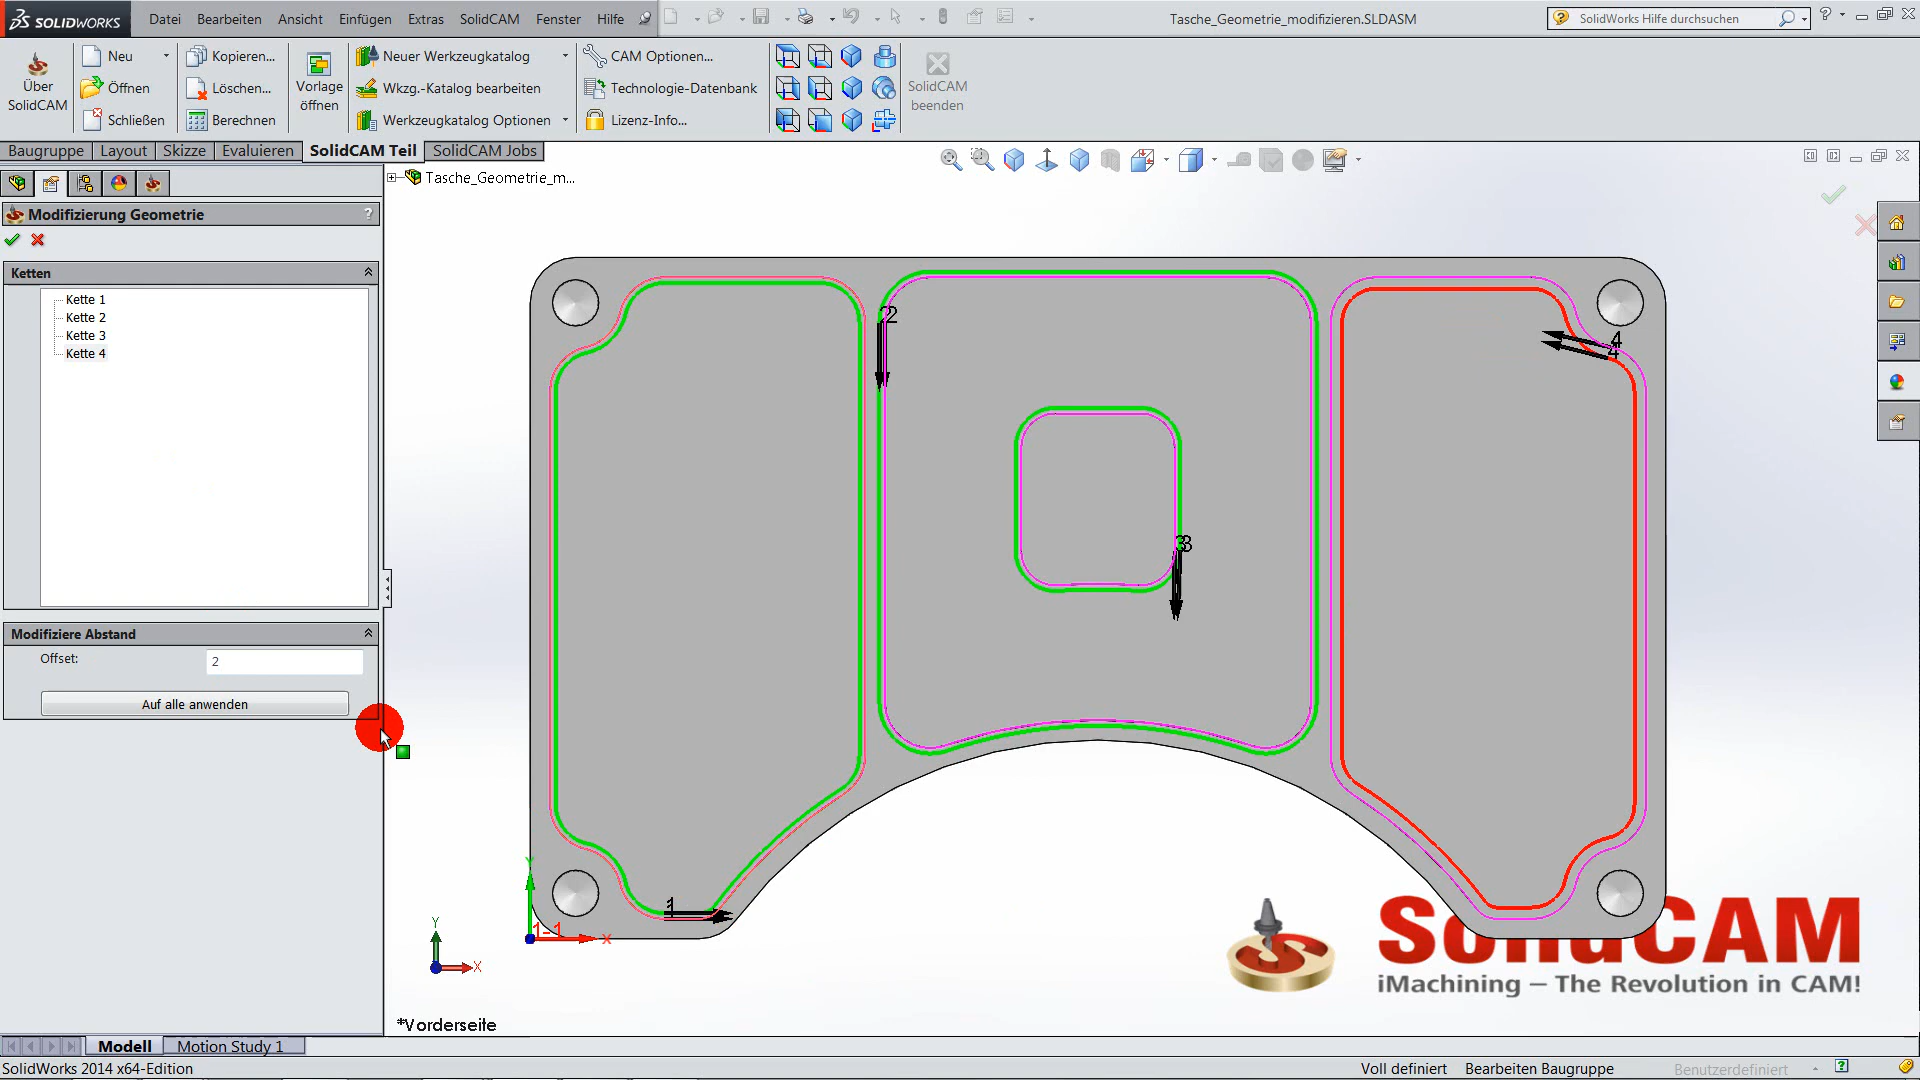 SOLIDWORKS
Datei Bearbeiten Ansicht Einfügen Extras SolidCAM Fenster Hilfe
Tasche_Geometrie_modifizieren.SLDASM
SolidWorks Hilfe durchsuchen
Über SolidCAM
Neu
Öffnen
Schließen
Kopieren...
Löschen...
Berechnen
Vorlage öffnen
Neuer Werkzeugkatalog
Wkzg.-Katalog bearbeiten
Werkzeugkatalog Optionen
CAM Optionen...
Technologie-Datenbank
Lizenz-Info...
SolidCAM beenden
Baugruppe Layout Skizze Evaluieren SolidCAM Teil SolidCAM Jobs
Tasche_Geometrie_m...
Modifizierung Geometrie ?
Ketten
Kette 1
Kette 2
Kette 3
Kette 4
Modifiziere Abstand
Offset: 2
Auf alle anwenden
2
4
4
3
1
1-1
Y
X
Y
X
SolidCAM
iMachining – The Revolution in CAM!
*Vorderseite
Modell Motion Study 1
SolidWorks 2014 x64-Edition
Voll definiert Bearbeiten Baugruppe Benutzerdefiniert